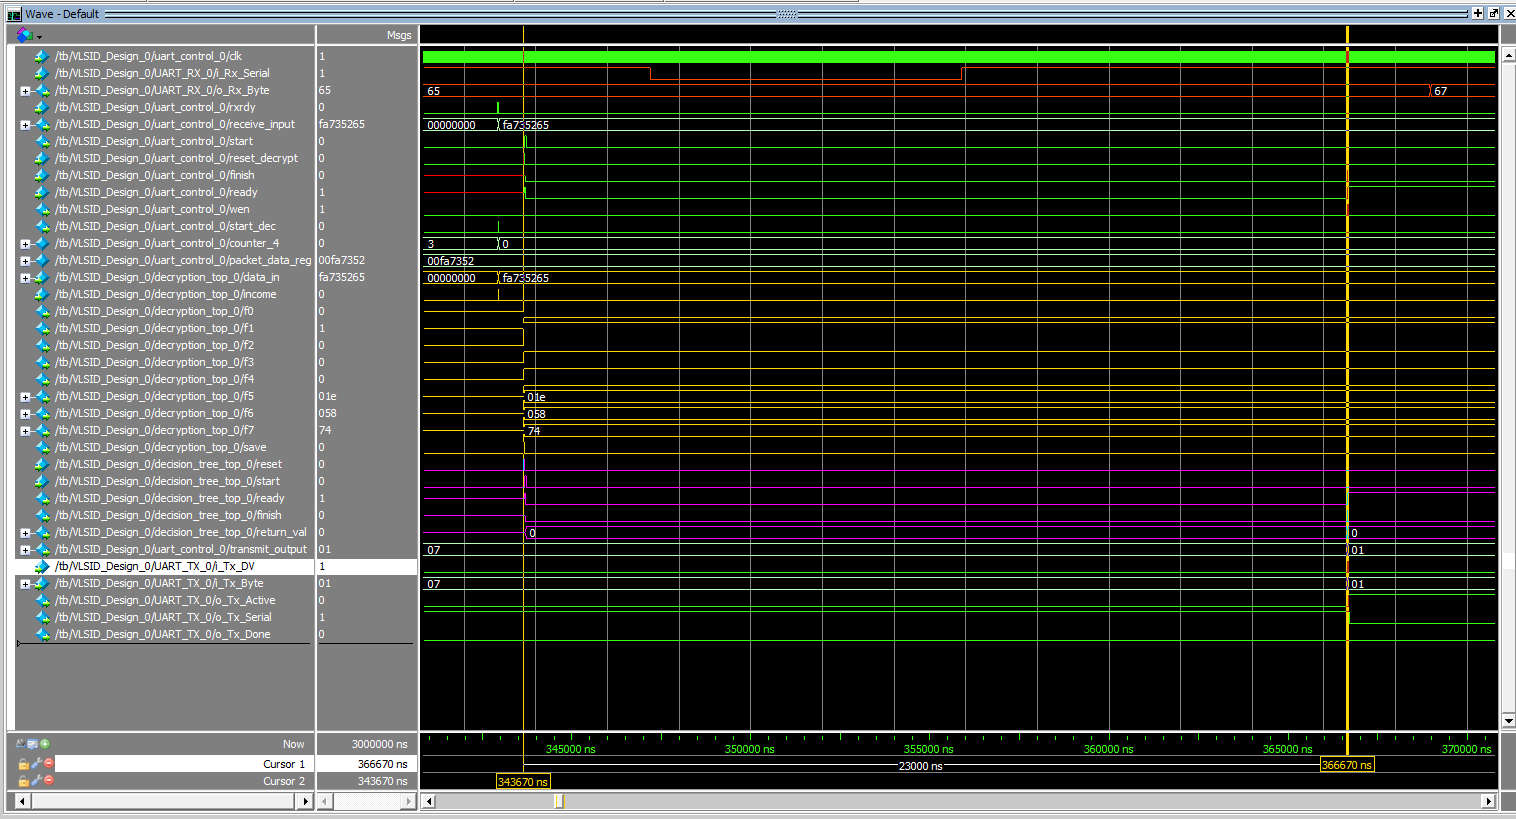 Wave - Default
Msgs
/tb/VLSID_Design_0/uart_control_0/clk 1
/tb/VLSID_Design_0/UART_RX_0/i_Rx_Serial 1
/tb/VLSID_Design_0/UART_RX_0/o_Rx_Byte 65 65 67
/tb/VLSID_Design_0/uart_control_0/rxrdy 0
/tb/VLSID_Design_0/uart_control_0/receive_input fa735265 00000000 fa735265
/tb/VLSID_Design_0/uart_control_0/start 0
/tb/VLSID_Design_0/uart_control_0/reset_decrypt 0
/tb/VLSID_Design_0/uart_control_0/finish 0
/tb/VLSID_Design_0/uart_control_0/ready 1
/tb/VLSID_Design_0/uart_control_0/wen 1
/tb/VLSID_Design_0/uart_control_0/start_dec 0
/tb/VLSID_Design_0/uart_control_0/counter_4 0 3 0
/tb/VLSID_Design_0/uart_control_0/packet_data_reg 00fa7352 00fa7352
/tb/VLSID_Design_0/decryption_top_0/data_in fa735265 00000000 fa735265
/tb/VLSID_Design_0/decryption_top_0/income 0
/tb/VLSID_Design_0/decryption_top_0/f0 0
/tb/VLSID_Design_0/decryption_top_0/f1 1
/tb/VLSID_Design_0/decryption_top_0/f2 0
/tb/VLSID_Design_0/decryption_top_0/f3 0
/tb/VLSID_Design_0/decryption_top_0/f4 0
/tb/VLSID_Design_0/decryption_top_0/f5 01e 01e
/tb/VLSID_Design_0/decryption_top_0/f6 058 058
/tb/VLSID_Design_0/decryption_top_0/f7 74 74
/tb/VLSID_Design_0/decryption_top_0/save 0
/tb/VLSID_Design_0/decision_tree_top_0/reset 0
/tb/VLSID_Design_0/decision_tree_top_0/start 0
/tb/VLSID_Design_0/decision_tree_top_0/ready 1
/tb/VLSID_Design_0/decision_tree_top_0/finish 0
/tb/VLSID_Design_0/decision_tree_top_0/return_val 0 0 0
/tb/VLSID_Design_0/uart_control_0/transmit_output 01 07 01
/tb/VLSID_Design_0/UART_TX_0/i_Tx_DV 1
/tb/VLSID_Design_0/UART_TX_0/i_Tx_Byte 01 07 01
/tb/VLSID_Design_0/UART_TX_0/o_Tx_Active 0
/tb/VLSID_Design_0/UART_TX_0/o_Tx_Serial 1
/tb/VLSID_Design_0/UART_TX_0/o_Tx_Done 0
Now 3000000 ns 345000 ns 350000 ns 355000 ns 360000 ns 365000 ns 370000 ns
Cursor 1 366670 ns 23000 ns 366670 ns
Cursor 2 343670 ns 343670 ns